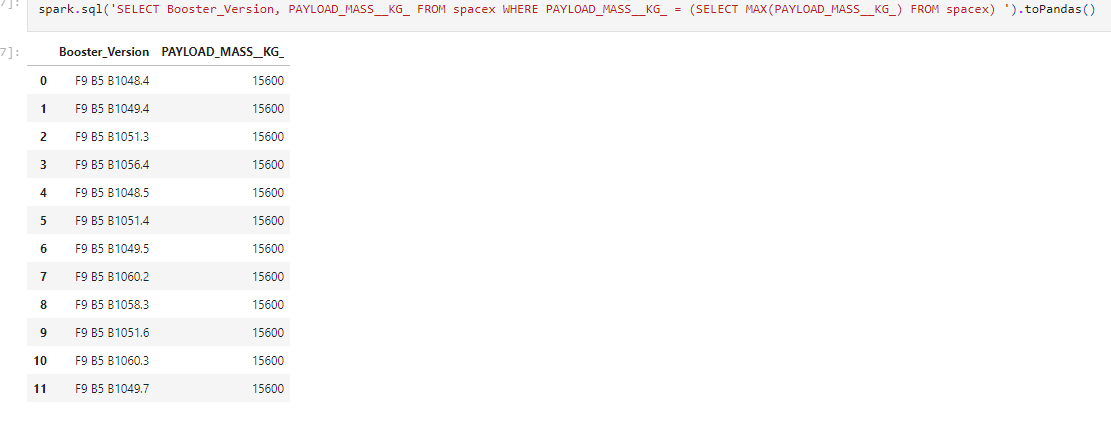 7]: spark.sql('SELECT Booster_Version, PAYLOAD_MASS__KG_ FROM spacex WHERE PAYLOAD_MASS__KG_ = (SELECT MAX(PAYLOAD_MASS__KG_) FROM spacex) ').toPandas()
7]: Booster_Version PAYLOAD_MASS__KG_
0 F9 B5 B1048.4 15600
1 F9 B5 B1049.4 15600
2 F9 B5 B1051.3 15600
3 F9 B5 B1056.4 15600
4 F9 B5 B1048.5 15600
5 F9 B5 B1051.4 15600
6 F9 B5 B1049.5 15600
7 F9 B5 B1060.2 15600
8 F9 B5 B1058.3 15600
9 F9 B5 B1051.6 15600
10 F9 B5 B1060.3 15600
11 F9 B5 B1049.7 15600